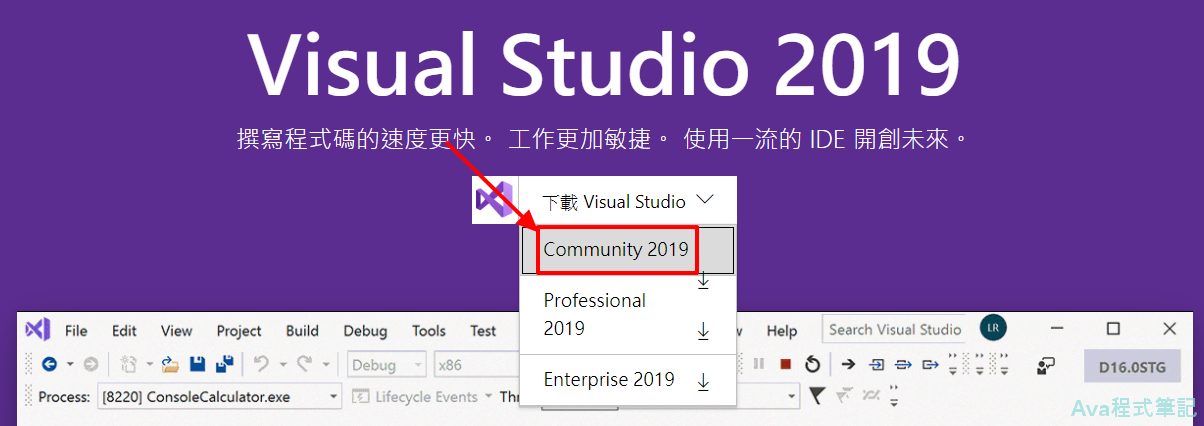 Visual Studio 2019
撰寫程式碼的速度更快。 工作更加敏捷。 使用一流的 IDE 開創未來。
下載 Visual Studio
Community 2019
Professional
2019
Enterprise 2019
File Edit View Project Build Debug Tools Test Help Search Visual Studio LR
Debug x86 D16.0STG
Process: [8220] ConsoleCalculator.exe Lifecycle Events
Ava程式筆記